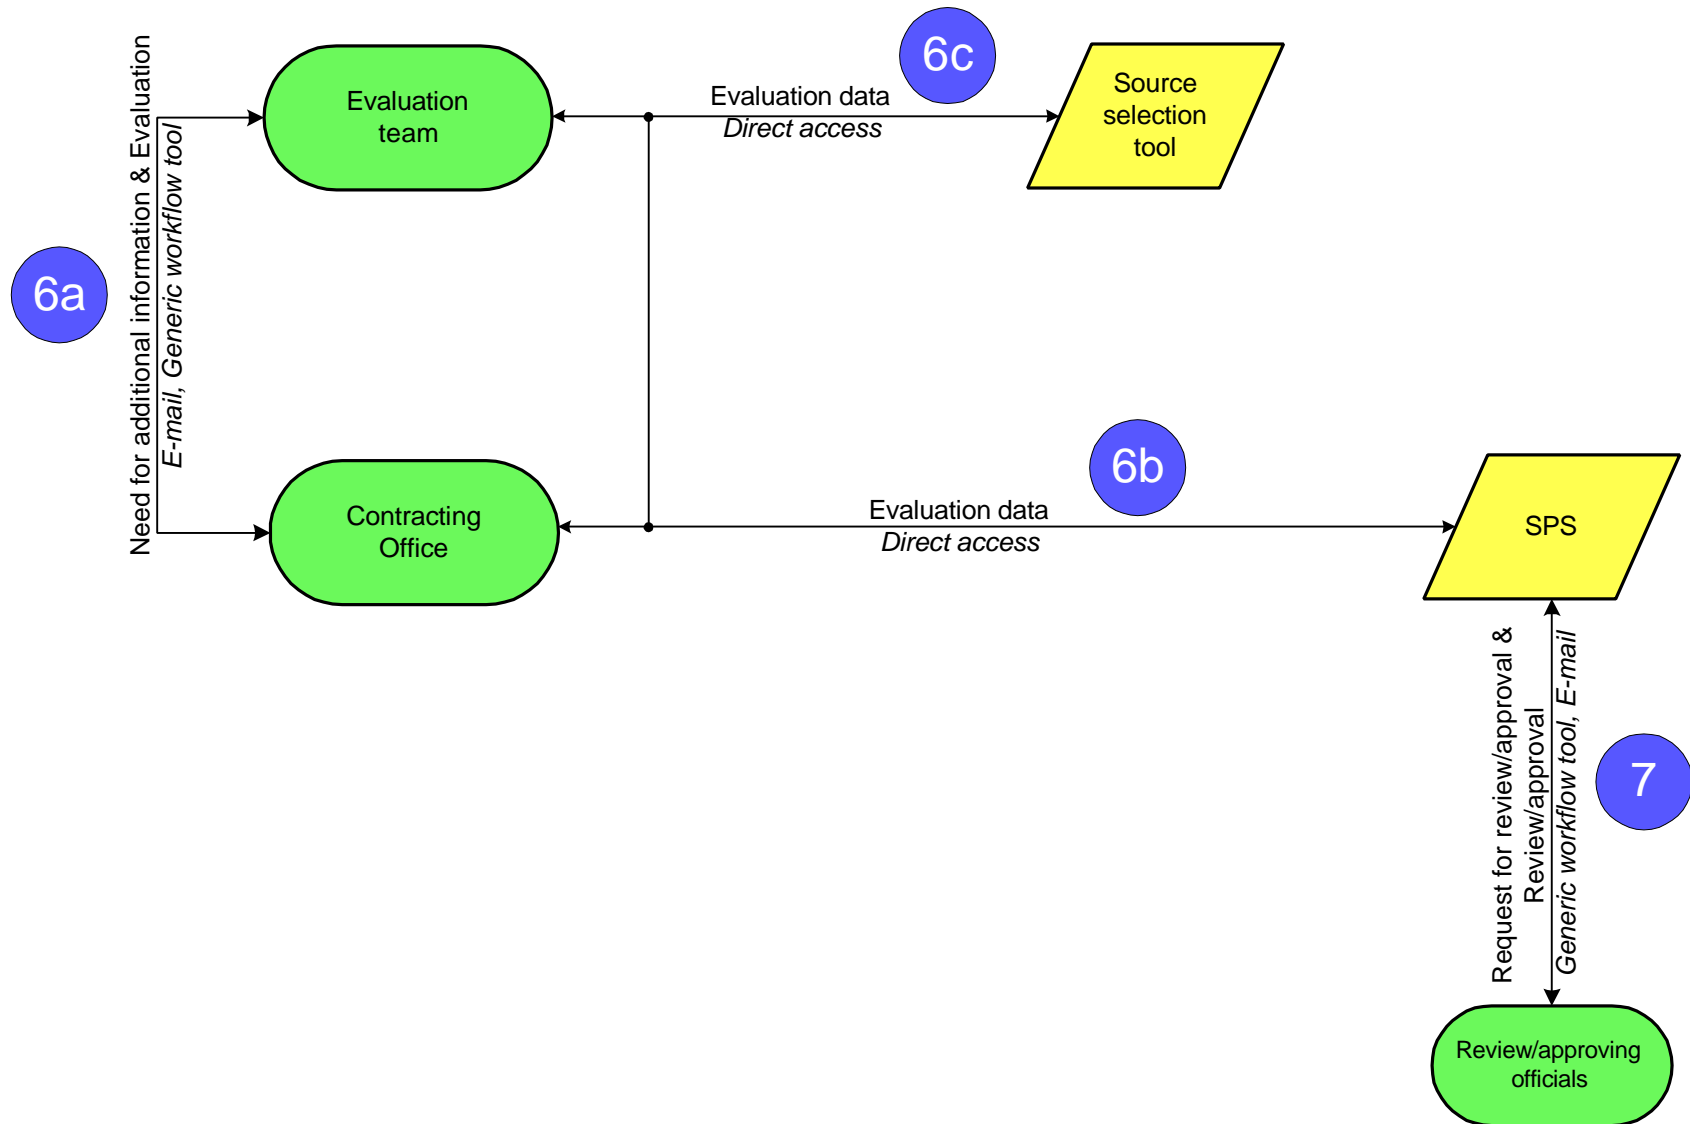 6c
Evaluation
team
Evaluation data
Direct access
Source
selection
tool
6a
Need for additional information & Evaluation
E-mail, Generic workflow tool
6b
Contracting
Office
Evaluation data
Direct access
SPS
Request for review/approval &
Review/approval
Generic workflow tool, E-mail
7
Review/approving
officials